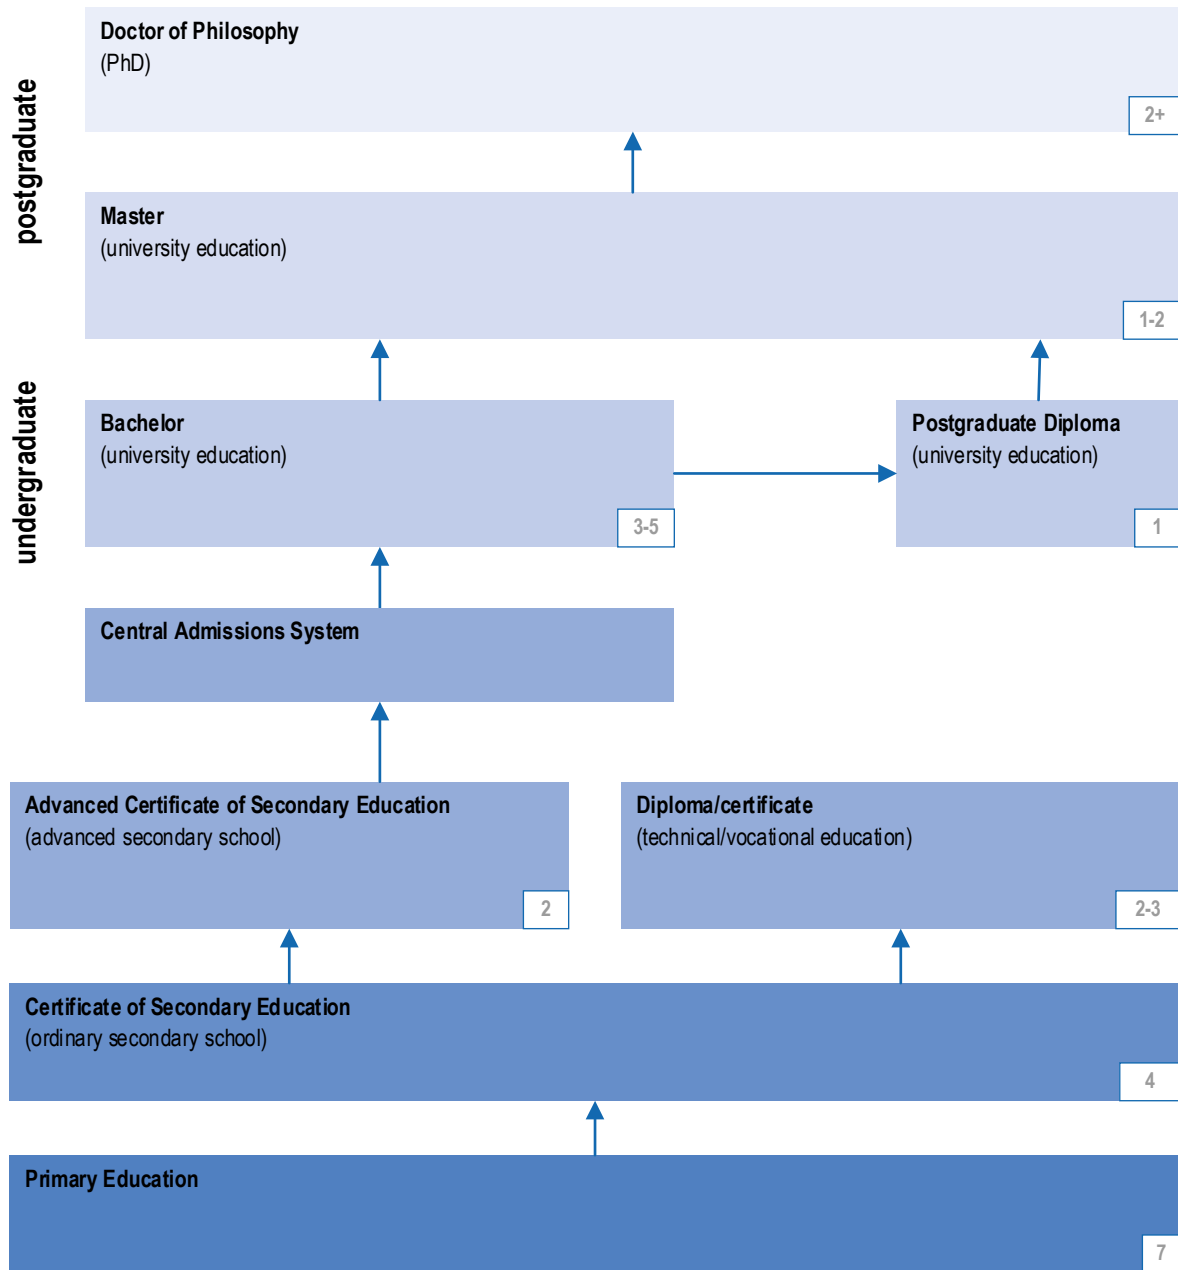 postgraduate
Doctor of Philosophy
(PhD)
2+
Master
(university education)
1-2
undergraduate
Bachelor
(university education)
3-5
Postgraduate Diploma
(university education)
1
Central Admissions System
Advanced Certificate of Secondary Education
(advanced secondary school)
2
Diploma/certificate
(technical/vocational education)
2-3
Certificate of Secondary Education
(ordinary secondary school)
4
Primary Education
7